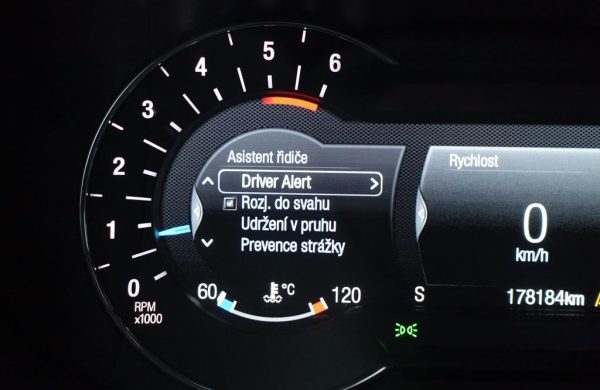 6
5
4
3
2
1
0
RPM
x1000
Asistent řidiče
Driver Alert
Rozj. do svahu
Udržení v pruhu
Prevence strážky
60
°C
120
Rychlost
0
km/h
S
178184km